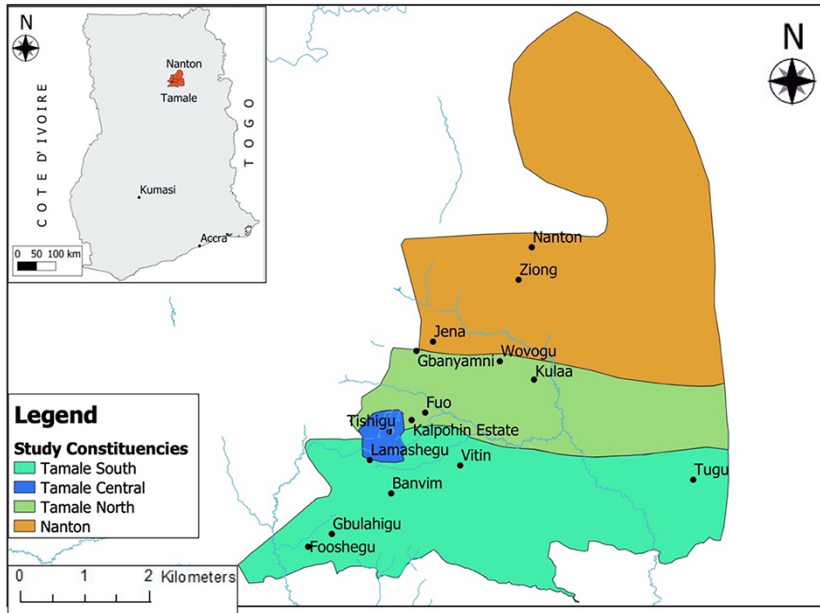 N
Nanton
Tamale
COTE D'IVOIRE
TOGO
Kumasi
Accra
0 50 100 km
N
Nanton
Ziong
Jena
Gbanyamni
Wovogu
Kulaa
Fuo
Tishigu
Kalpohin Estate
Lamashegu
Vitin
Tugu
Banvim
Gbulahigu
Fooshegu
Legend
Study Constituencies
Tamale South
Tamale Central
Tamale North
Nanton
0 1 2 Kilometers